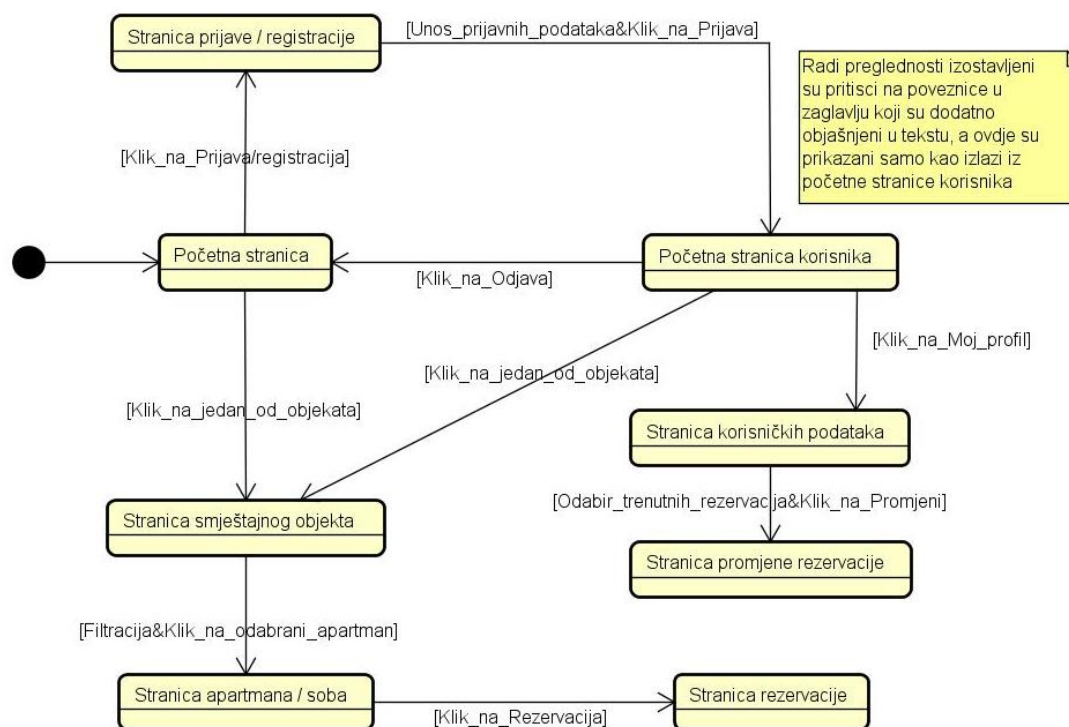 Stranica prijave / registracije
[Unos_prijavnih_podataka&Klik_na_Prijava]
Radi preglednosti izostavljeni
su pritisci na poveznice u
zaglavlju koji su dodatno
objašnjeni u tekstu, a ovdje su
prikazani samo kao izlazi iz
početne stranice korisnika
[Klik_na_Prijava/registracija]
Početna stranica
Početna stranica korisnika
[Klik_na_Odjava]
[Klik_na_Moj_profil]
[Klik_na_jedan_od_objekata]
[Klik_na_jedan_od_objekata]
Stranica korisničkih podataka
[Odabir_trenutnih_rezervacija&Klik_na_Promjeni]
Stranica smještajnog objekta
Stranica promjene rezervacije
[Filtracija&Klik_na_odabrani_apartman]
Stranica apartmana / soba
Stranica rezervacije
[Klik_na_Rezervacija]